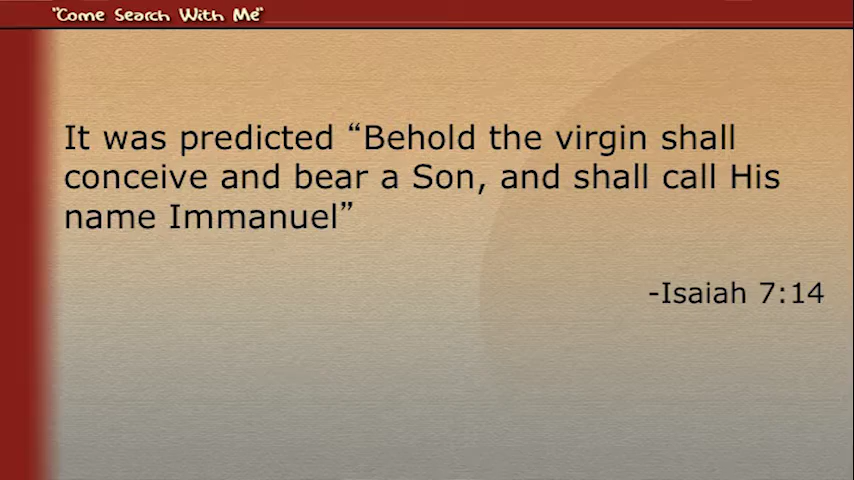 "Come Search With Me"
It was predicted “Behold the virgin shall
conceive and bear a Son, and shall call His
name Immanuel”
-Isaiah 7:14